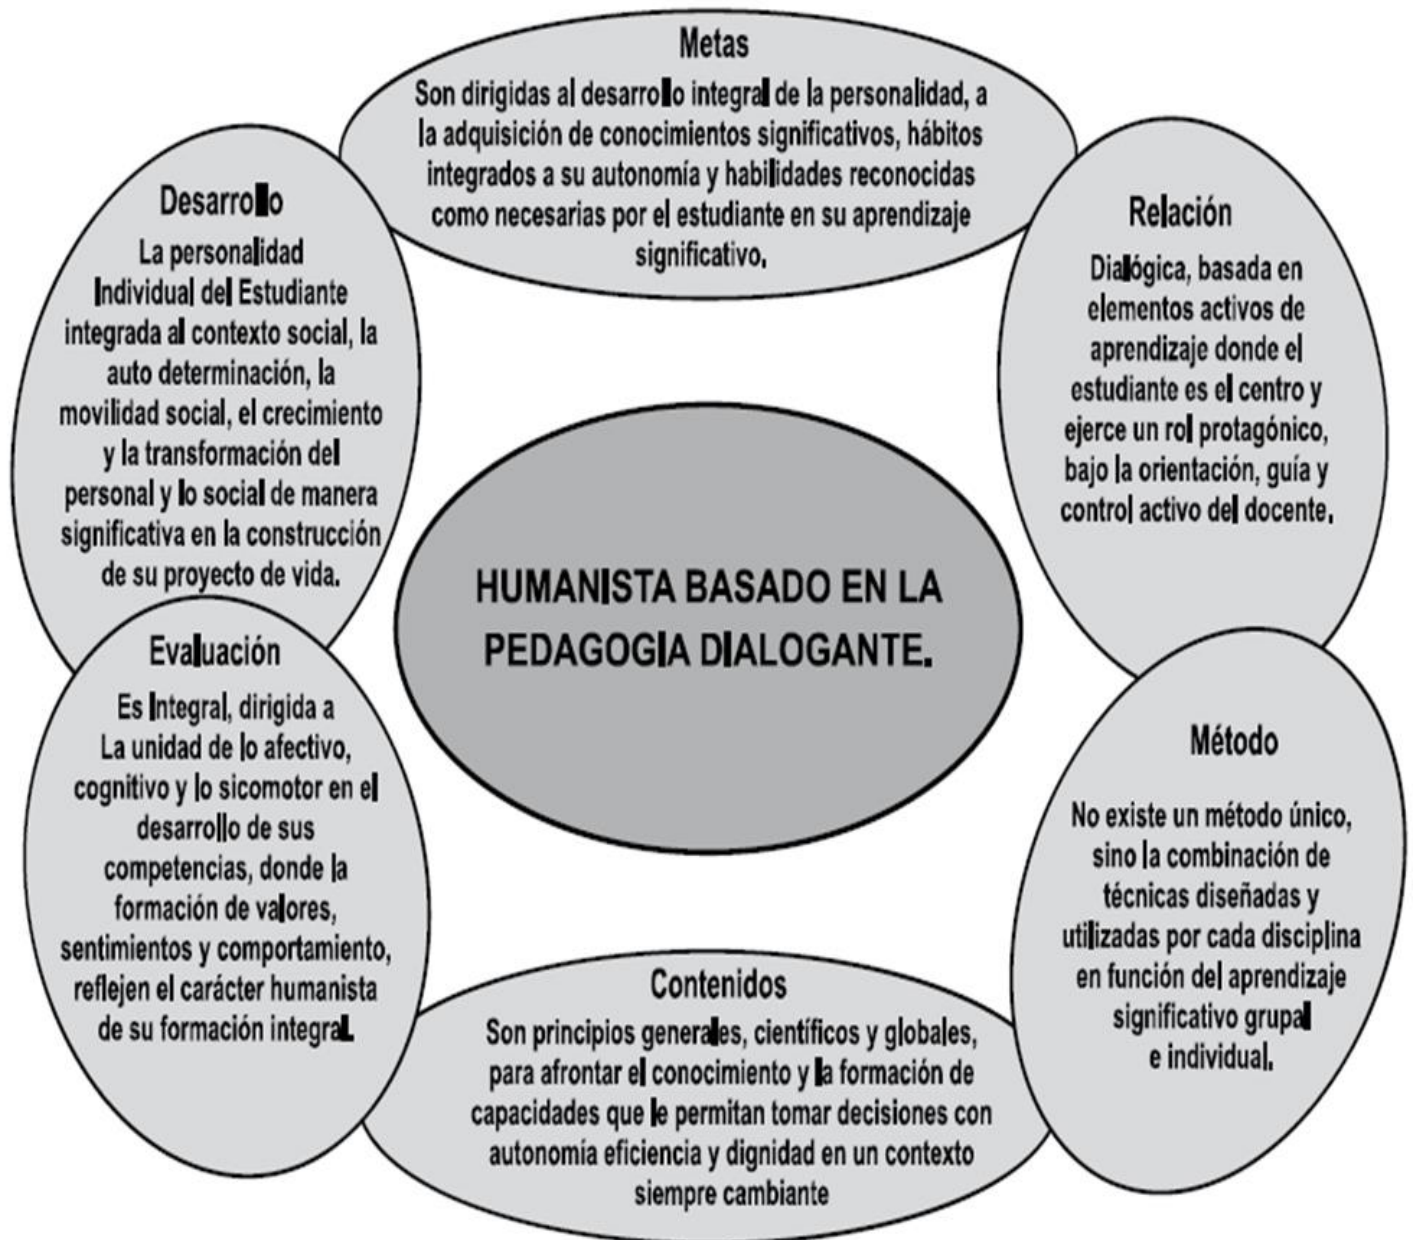 Metas
Son dirigidas al desarrollo integral de la personalidad, a
la adquisición de conocimientos significativos, hábitos
integrados a su autonomía y habilidades reconocidas
como necesarias por el estudiante en su aprendizaje
significativo.
Relación
Dialógica, basada en
elementos activos de
aprendizaje donde el
estudiante es el centro y
ejerce un rol protagónico,
bajo la orientación, guía y
control activo del docente.
Método
No existe un método único,
sino la combinación de
técnicas diseñadas y
utilizadas por cada disciplina
en función del aprendizaje
significativo grupal
e individual.
Contenidos
Son principios generales, científicos y globales,
para afrontar el conocimiento y la formación de
capacidades que le permitan tomar decisiones con
autonomía eficiencia y dignidad en un contexto
siempre cambiante
Evaluación
Es Integral, dirigida a
La unidad de lo afectivo,
cognitivo y lo sicomotor en el
desarrollo de sus
competencias, donde la
formación de valores,
sentimientos y comportamiento,
reflejen el carácter humanista
de su formación integral.
Desarrollo
La personalidad
Individual del Estudiante
integrada al contexto social, la
auto determinación, la
movilidad social, el crecimiento
y la transformación del
personal y lo social de manera
significativa en la construcción
de su proyecto de vida.
HUMANISTA BASADO EN LA
PEDAGOGIA DIALOGANTE.